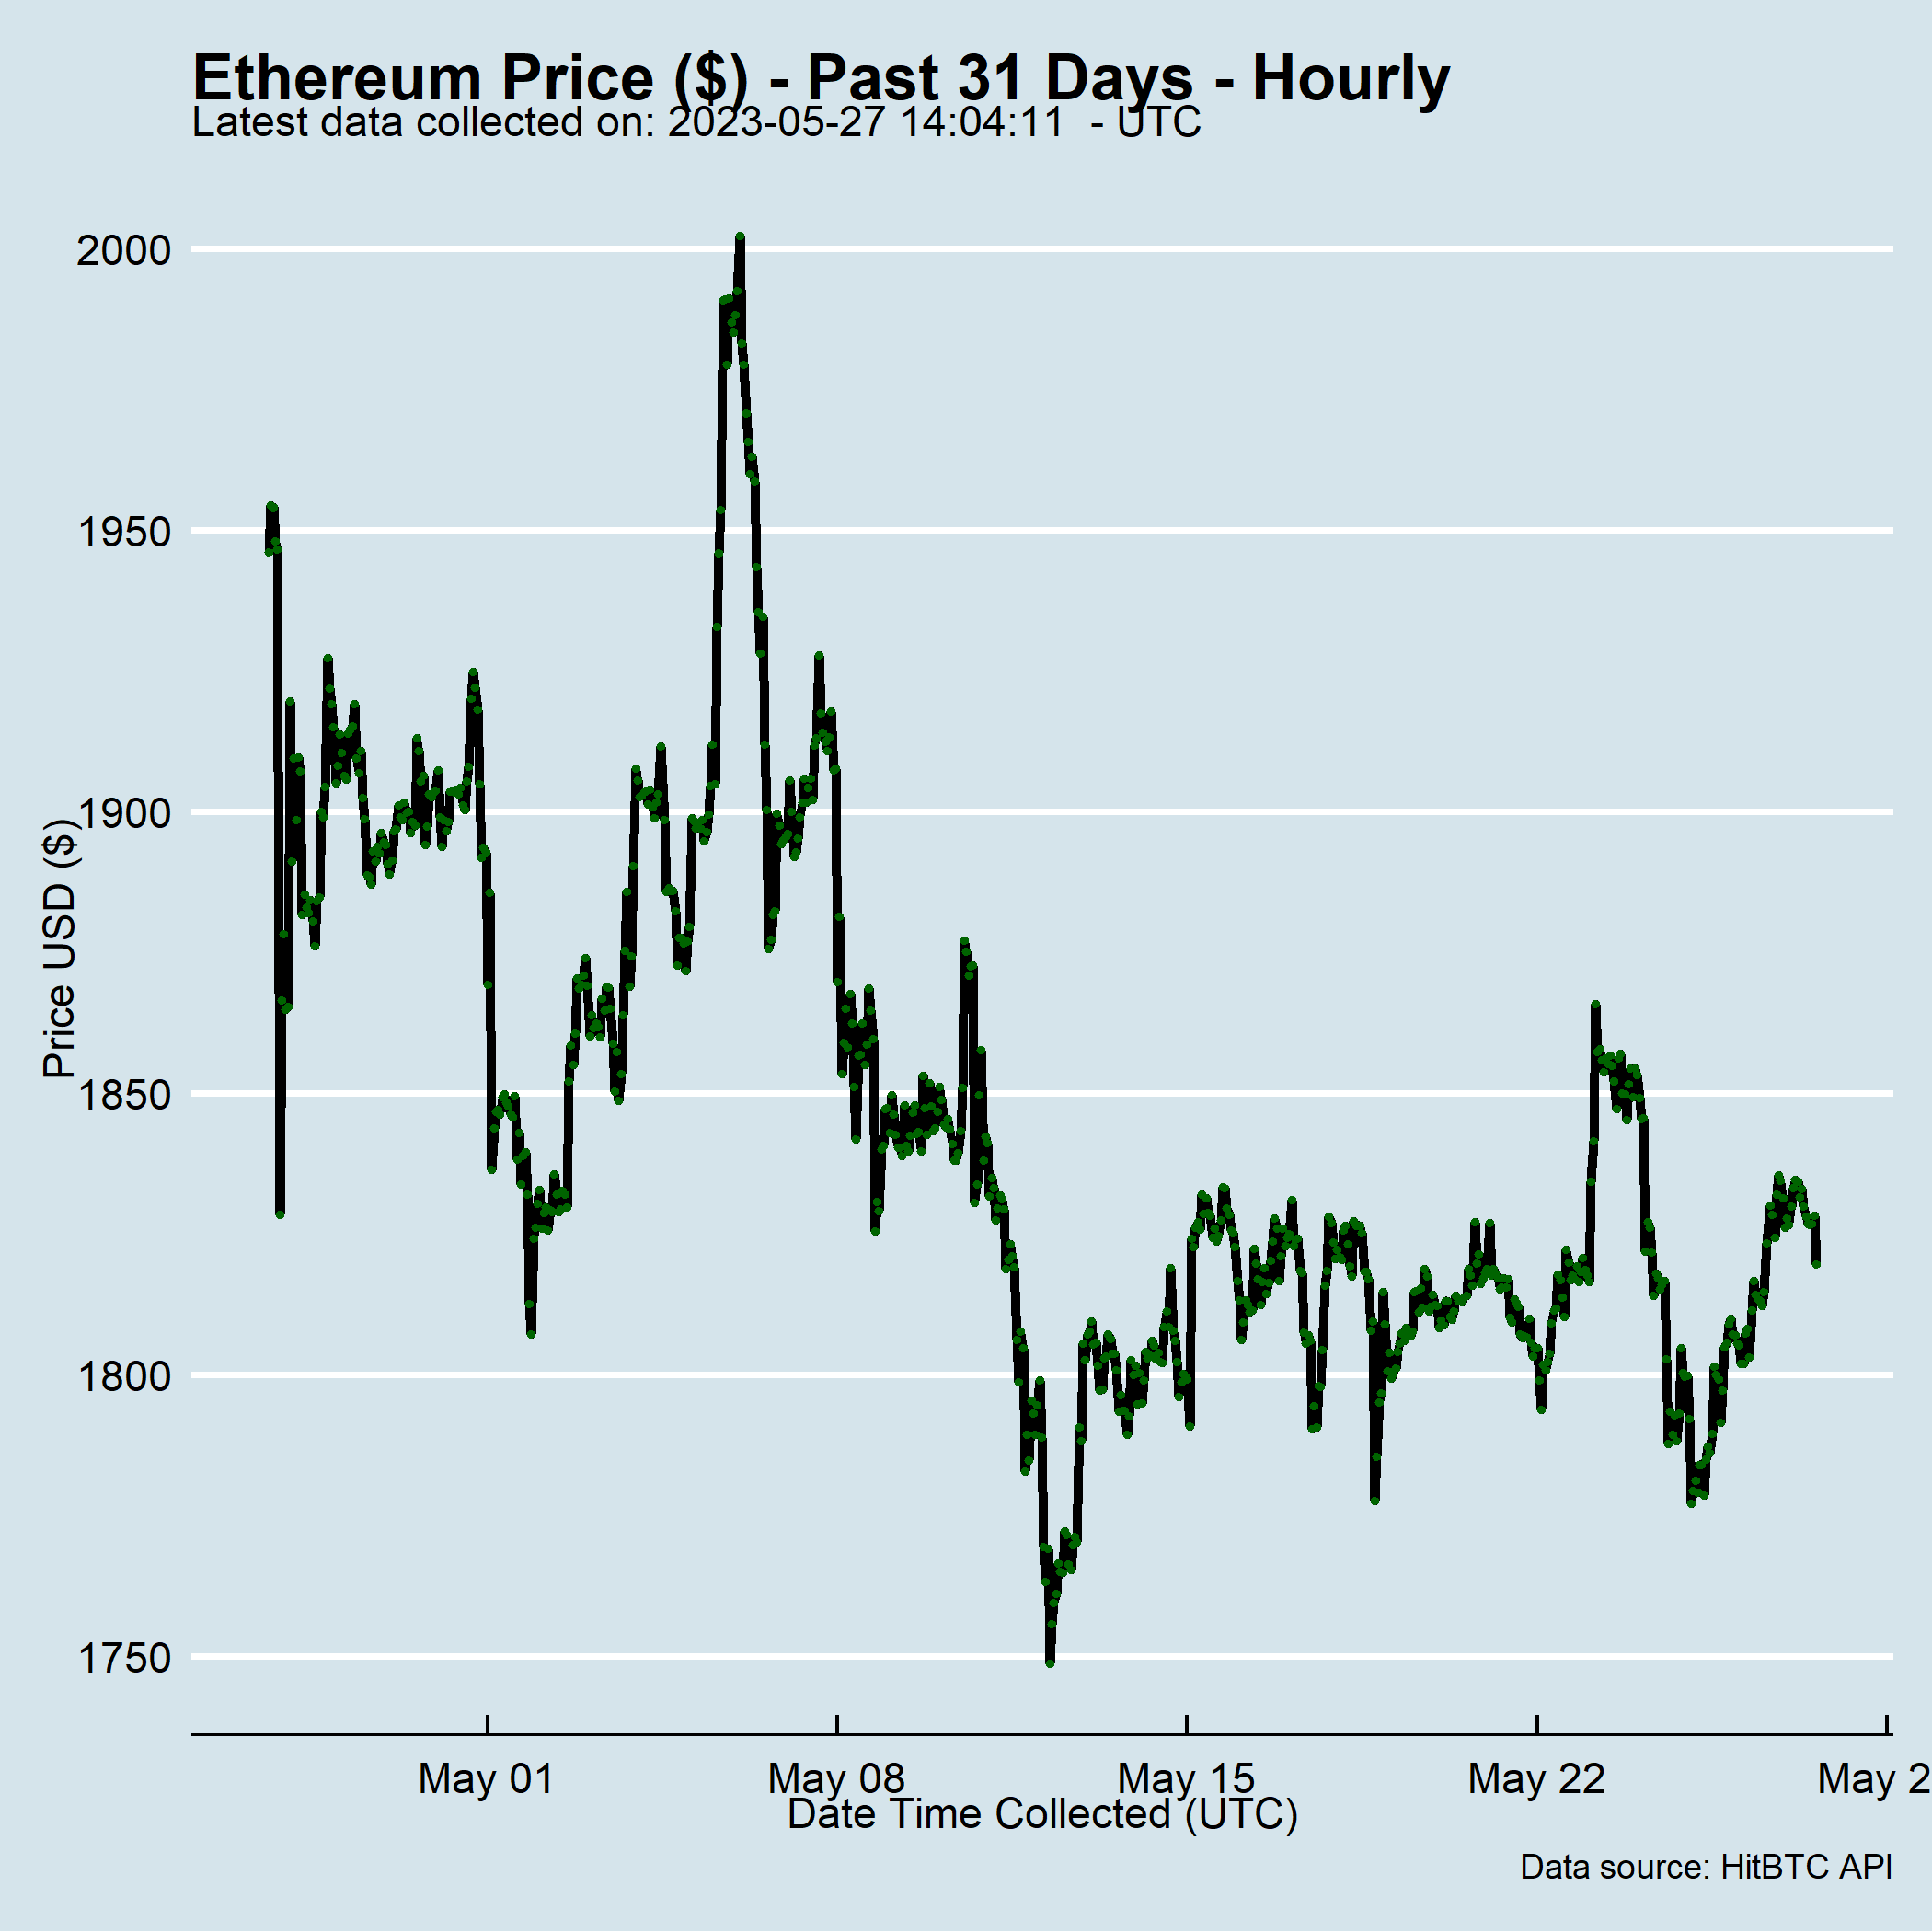 Ethereum Price ($) - Past 31 Days - Hourly
Latest data collected on: 2023-05-27 14:04:11  - UTC
2000
1950
1900
1850
1800
1750
Price USD ($)
May 01
May 08
May 15
May 22
May 2
Date Time Collected (UTC)
Data source: HitBTC API